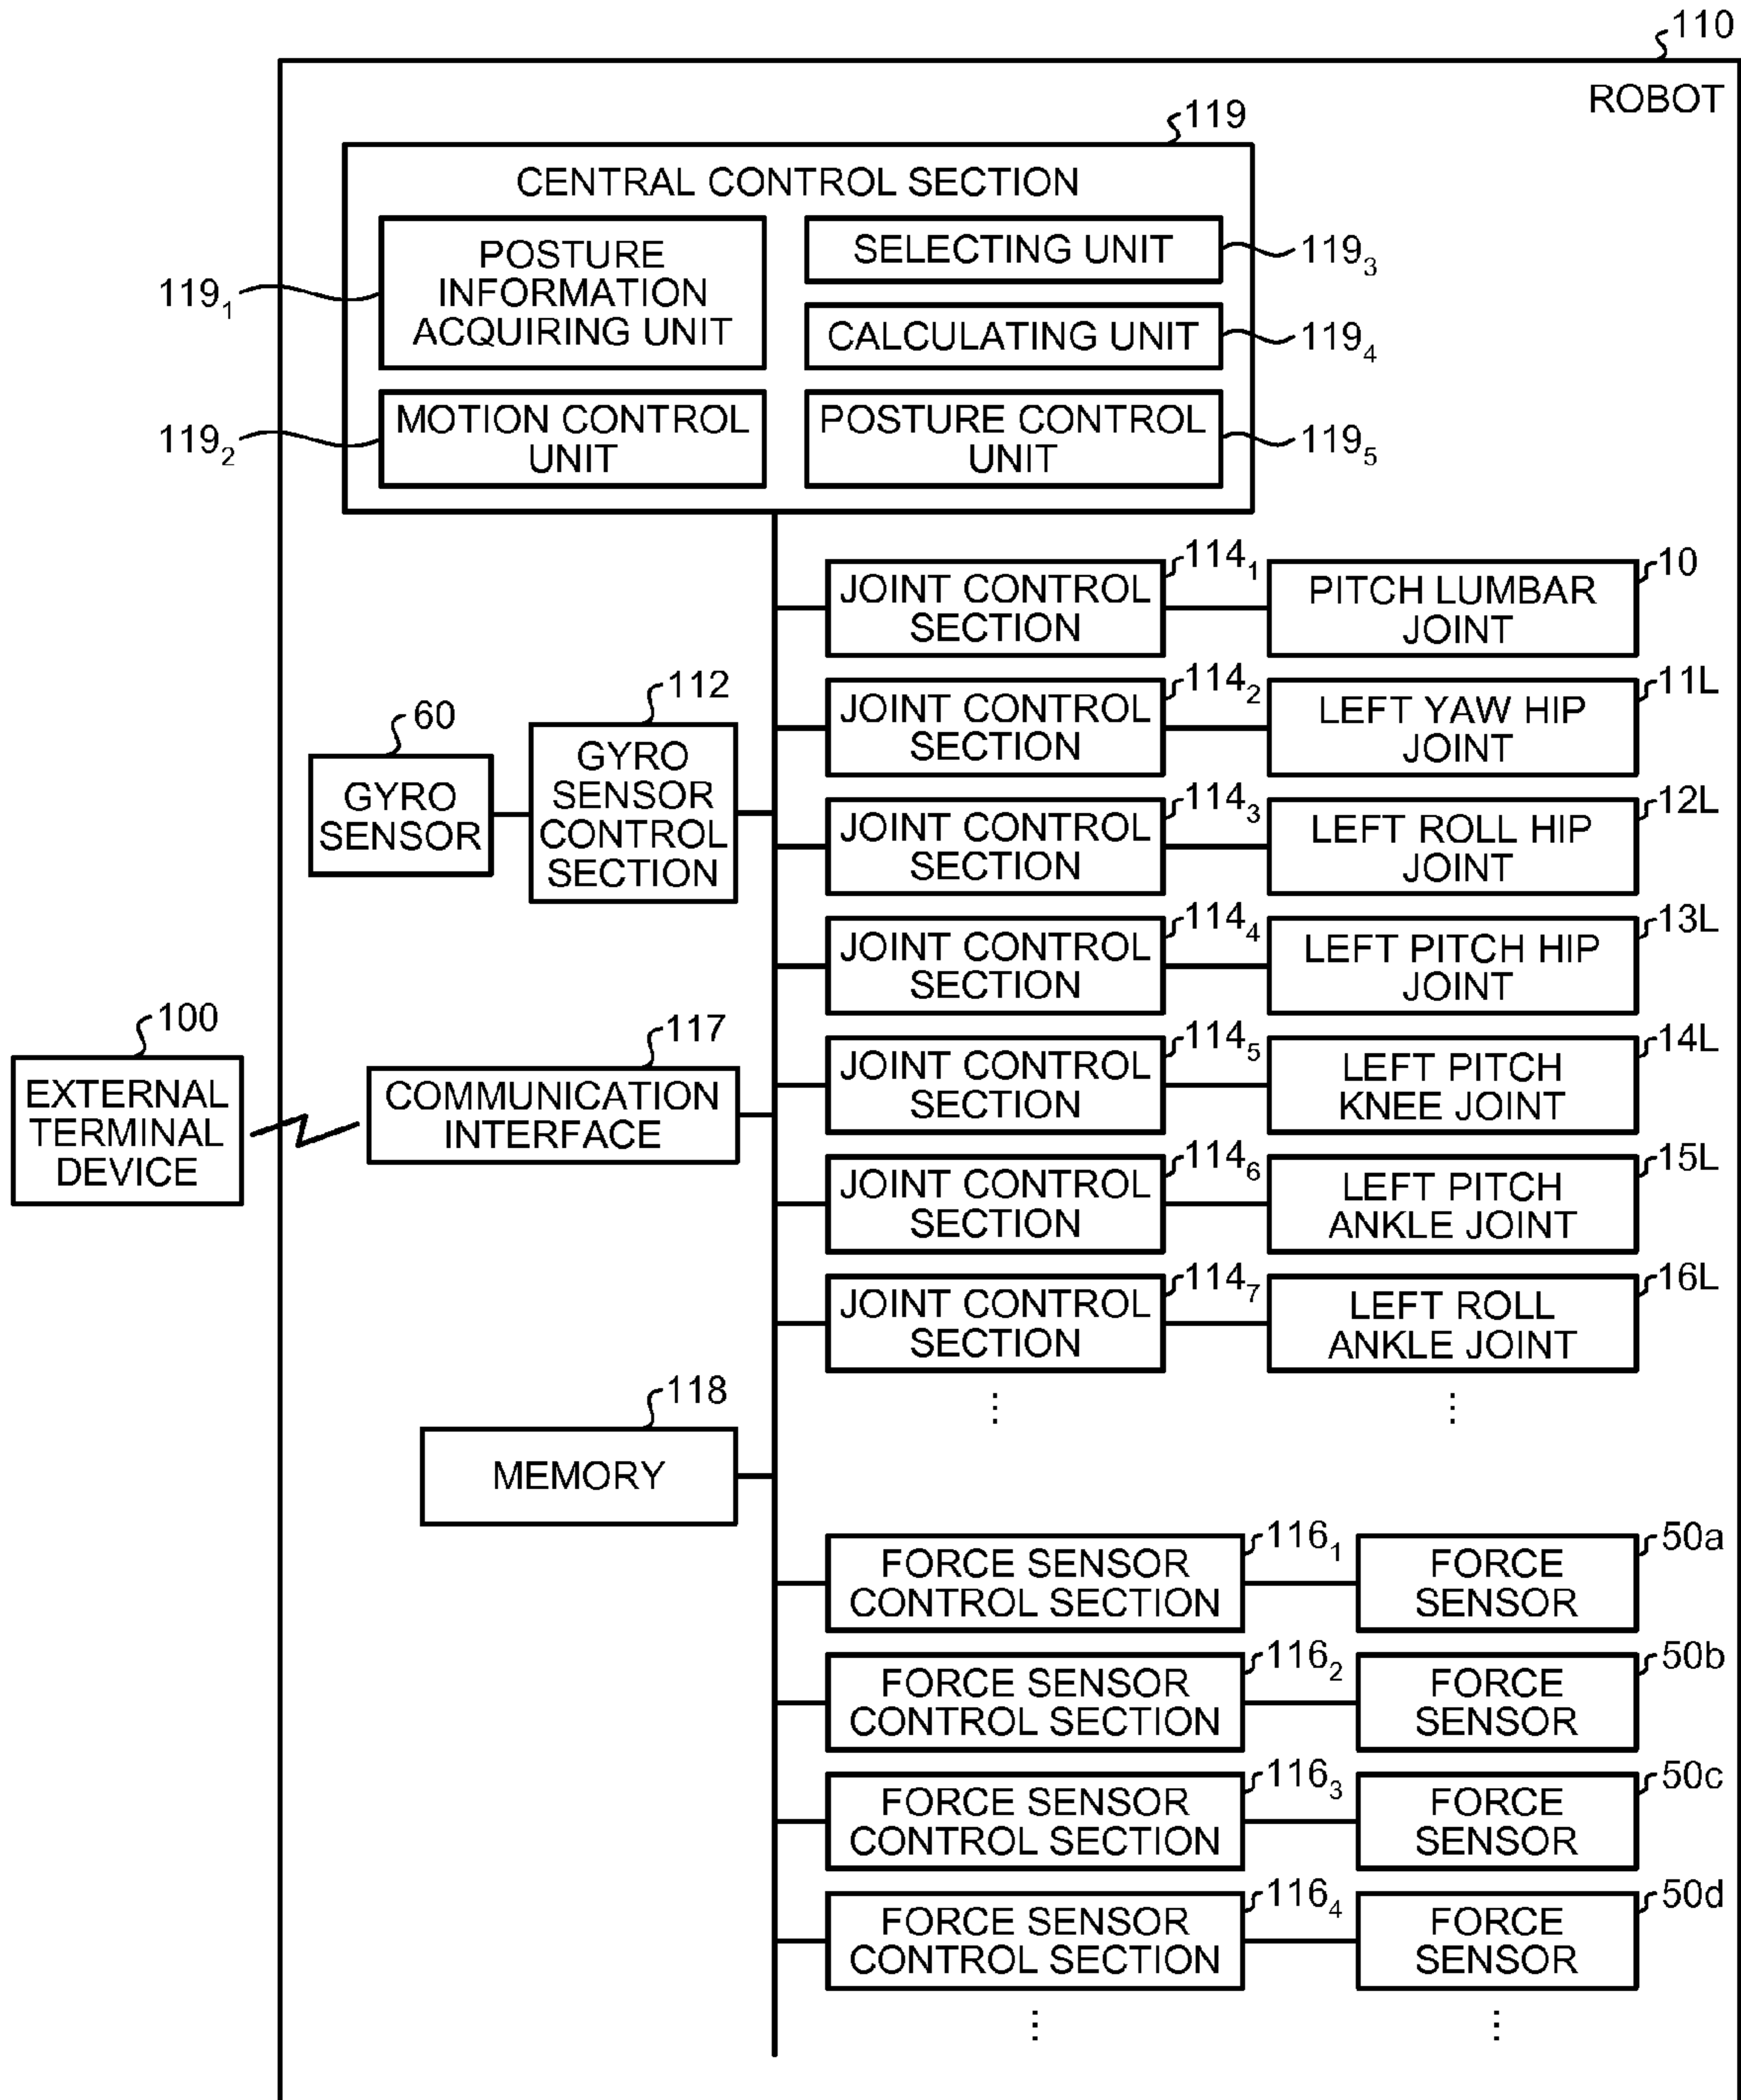 110
ROBOT
119
CENTRAL CONTROL SECTION
POSTURE
INFORMATION
ACQUIRING UNIT
119₁
SELECTING UNIT
119₃
CALCULATING UNIT
119₄
MOTION CONTROL
UNIT
119₂
POSTURE CONTROL
UNIT
119₅
JOINT CONTROL
SECTION
114₁
PITCH LUMBAR
JOINT
10
JOINT CONTROL
SECTION
114₂
LEFT YAW HIP
JOINT
11L
60
GYRO
SENSOR
112
GYRO
SENSOR
CONTROL
SECTION
JOINT CONTROL
SECTION
114₃
LEFT ROLL HIP
JOINT
12L
JOINT CONTROL
SECTION
114₄
LEFT PITCH HIP
JOINT
13L
100
EXTERNAL
TERMINAL
DEVICE
117
COMMUNICATION
INTERFACE
JOINT CONTROL
SECTION
114₅
LEFT PITCH
KNEE JOINT
14L
JOINT CONTROL
SECTION
114₆
LEFT PITCH
ANKLE JOINT
15L
JOINT CONTROL
SECTION
114₇
LEFT ROLL
ANKLE JOINT
16L
⋮
⋮
118
MEMORY
FORCE SENSOR
CONTROL SECTION
116₁
FORCE
SENSOR
50a
FORCE SENSOR
CONTROL SECTION
116₂
FORCE
SENSOR
50b
FORCE SENSOR
CONTROL SECTION
116₃
FORCE
SENSOR
50c
FORCE SENSOR
CONTROL SECTION
116₄
FORCE
SENSOR
50d
⋮
⋮